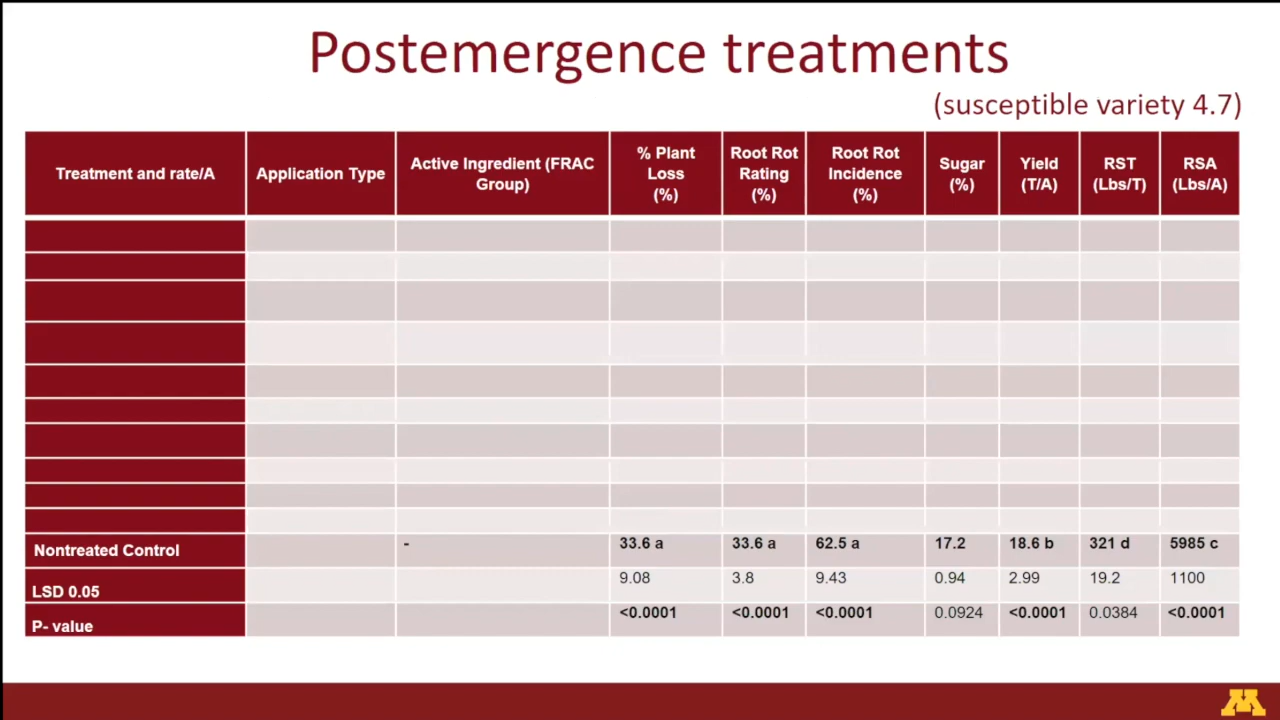 Postemergence treatments
(susceptible variety 4.7)
Treatment and rate/A Application Type Active Ingredient (FRAC Group) % Plant Loss (%) Root Rot Rating (%) Root Rot Incidence (%) Sugar (%) Yield (T/A) RST (Lbs/T) RSA (Lbs/A)
Nontreated Control - 33.6 a 33.6 a 62.5 a 17.2 18.6 b 321 d 5985 c
LSD 0.05 9.08 3.8 9.43 0.94 2.99 19.2 1100
P- value <0.0001 <0.0001 <0.0001 0.0924 <0.0001 0.0384 <0.0001
M